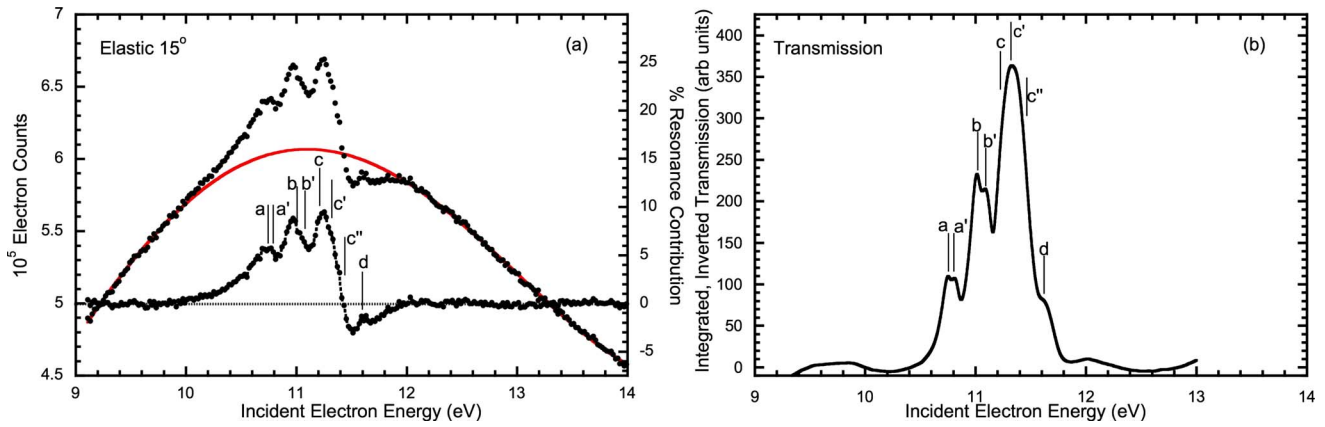 7
6.5
6
5.5
5
4.5
10⁵ Electron Counts
Elastic 15°
(a)
a
a'
b
b'
c
c'
c"
d
25
20
15
10
5
0
-5
% Resonance Contribution
9
10
11
12
13
14
Incident Electron Energy (eV)
400
350
300
250
200
150
100
50
0
Integrated, Inverted Transmission (arb units)
Transmission
(b)
a
a'
b
b'
c
c'
c"
d
9
10
11
12
13
14
Incident Electron Energy (eV)